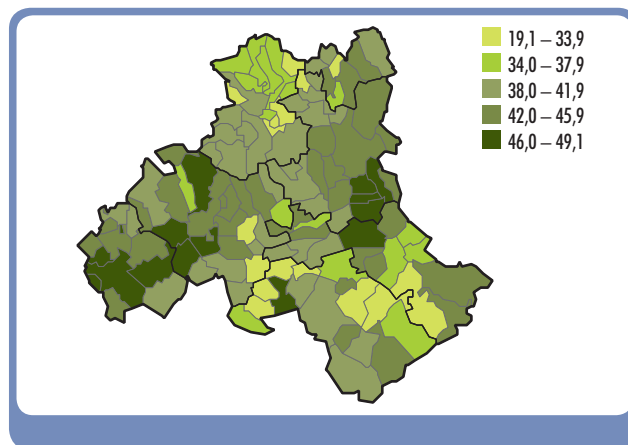 19,1 – 33,9
34,0 – 37,9
38,0 – 41,9
42,0 – 45,9
46,0 – 49,1